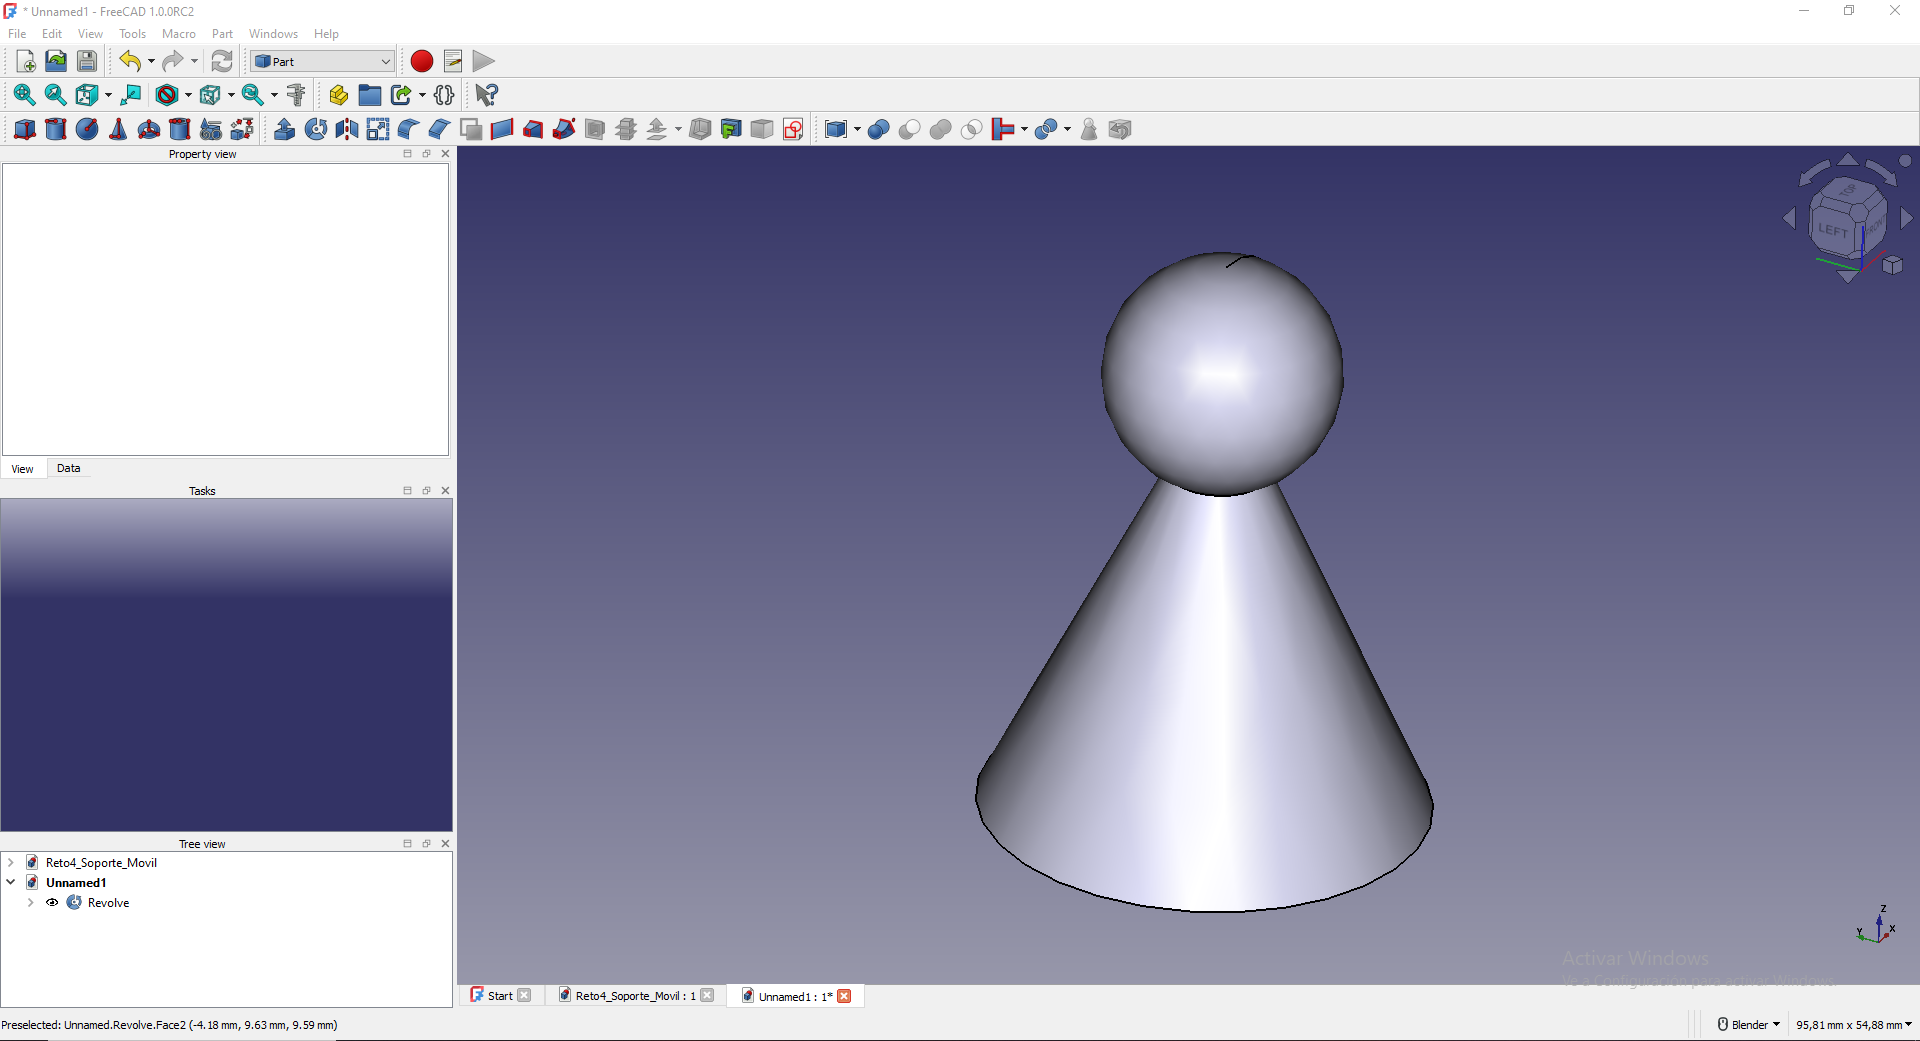 * Unnamed1 - FreeCAD 1.0.0RC2
File Edit View Tools Macro Part Windows Help
Part
Property view
View Data
Tasks
Tree view
Reto4_Soporte_Movil
Unnamed1
Revolve
TOP
LEFT
FRONT
Z
Y X
Activar Windows
Ve a Configuración para activar Windows.
Start Reto4_Soporte_Movil : 1 Unnamed1 : 1*
Preselected: Unnamed.Revolve.Face2 (-4.18 mm, 9.63 mm, 9.59 mm) Blender 95,81 mm x 54,88 mm